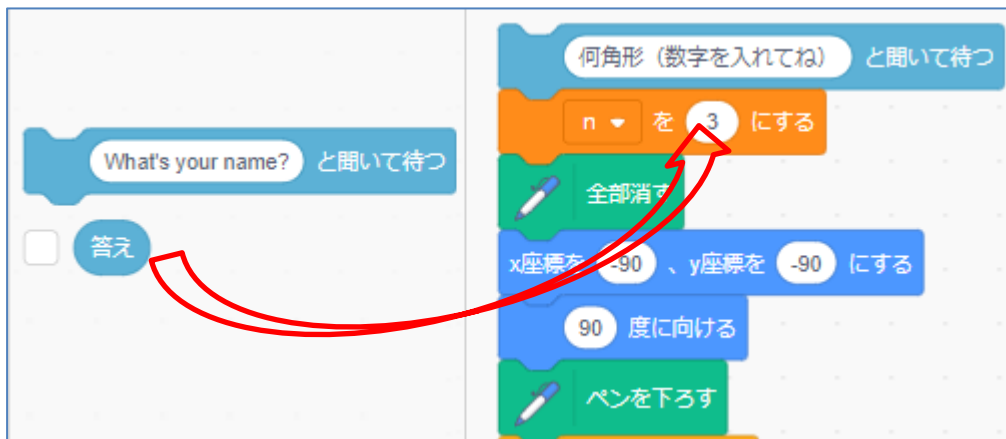 What's your name? と聞いて待つ
答え
何角形（数字を入れてね） と聞いて待つ
n を 3 にする
全部消す
x座標を -90 、y座標を -90 にする
90 度に向ける
ペンを下ろす